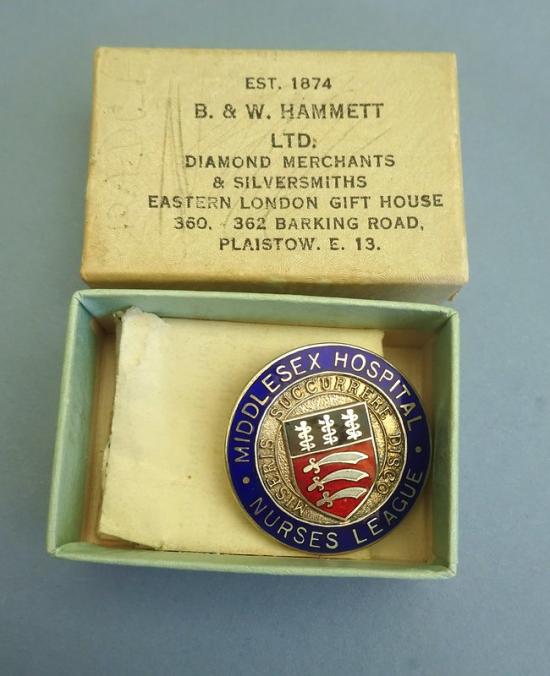 EST. 1874
B. & W. HAMMETT
LTD.
DIAMOND MERCHANTS
& SILVERSMITHS
EASTERN LONDON GIFT HOUSE
360. - 362 BARKING ROAD,
PLAISTOW. E. 13.
• MIDDLESEX HOSPITAL •
NURSES LEAGUE
MISERIS SUCCURRERE DISCO